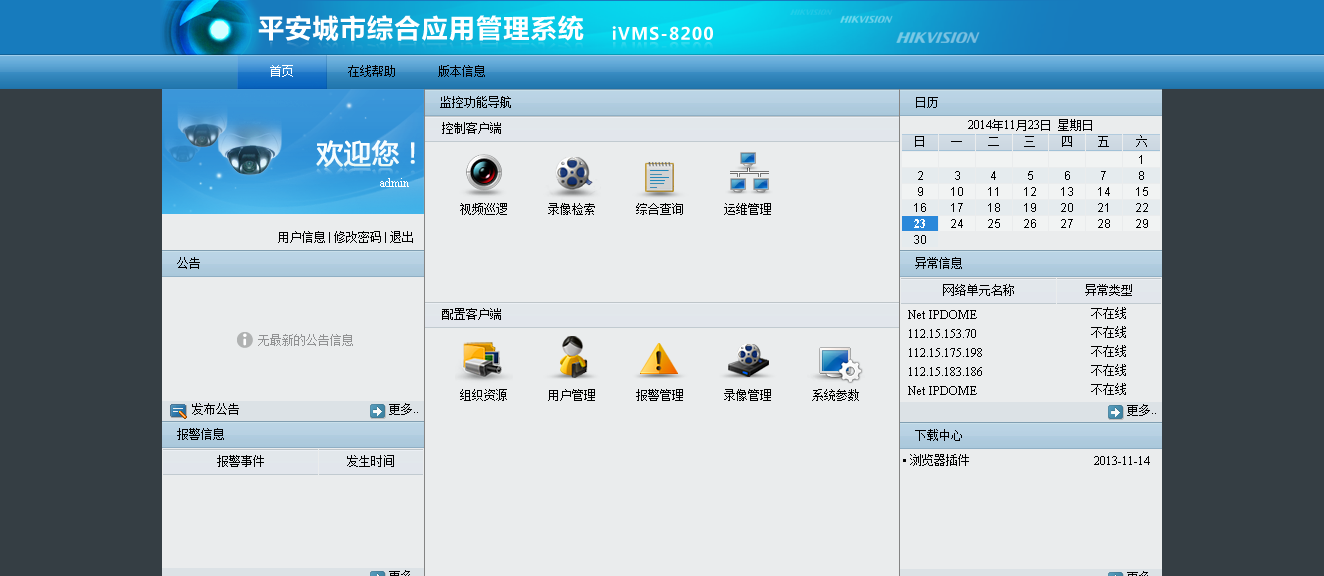 平安城市综合应用管理系统 iVMS-8200
HIKVISION
HIKVISION
HIKVISION
首页 在线帮助 版本信息
欢迎您！
admin
用户信息 | 修改密码 | 退出
公告
无最新的公告信息
发布公告 更多..
报警信息
报警事件 发生时间
更多..
监控功能导航
控制客户端
视频巡逻 录像检索 综合查询 运维管理
配置客户端
组织资源 用户管理 报警管理 录像管理 系统参数
日历
2014年11月23日 星期日
日 一 二 三 四 五 六
1
2 3 4 5 6 7 8
9 10 11 12 13 14 15
16 17 18 19 20 21 22
23 24 25 26 27 28 29
30
异常信息
网络单元名称 异常类型
Net IPDOME 不在线
112.15.153.70 不在线
112.15.175.198 不在线
112.15.183.186 不在线
Net IPDOME 不在线
更多..
下载中心
▪ 浏览器插件 2013-11-14
更多..